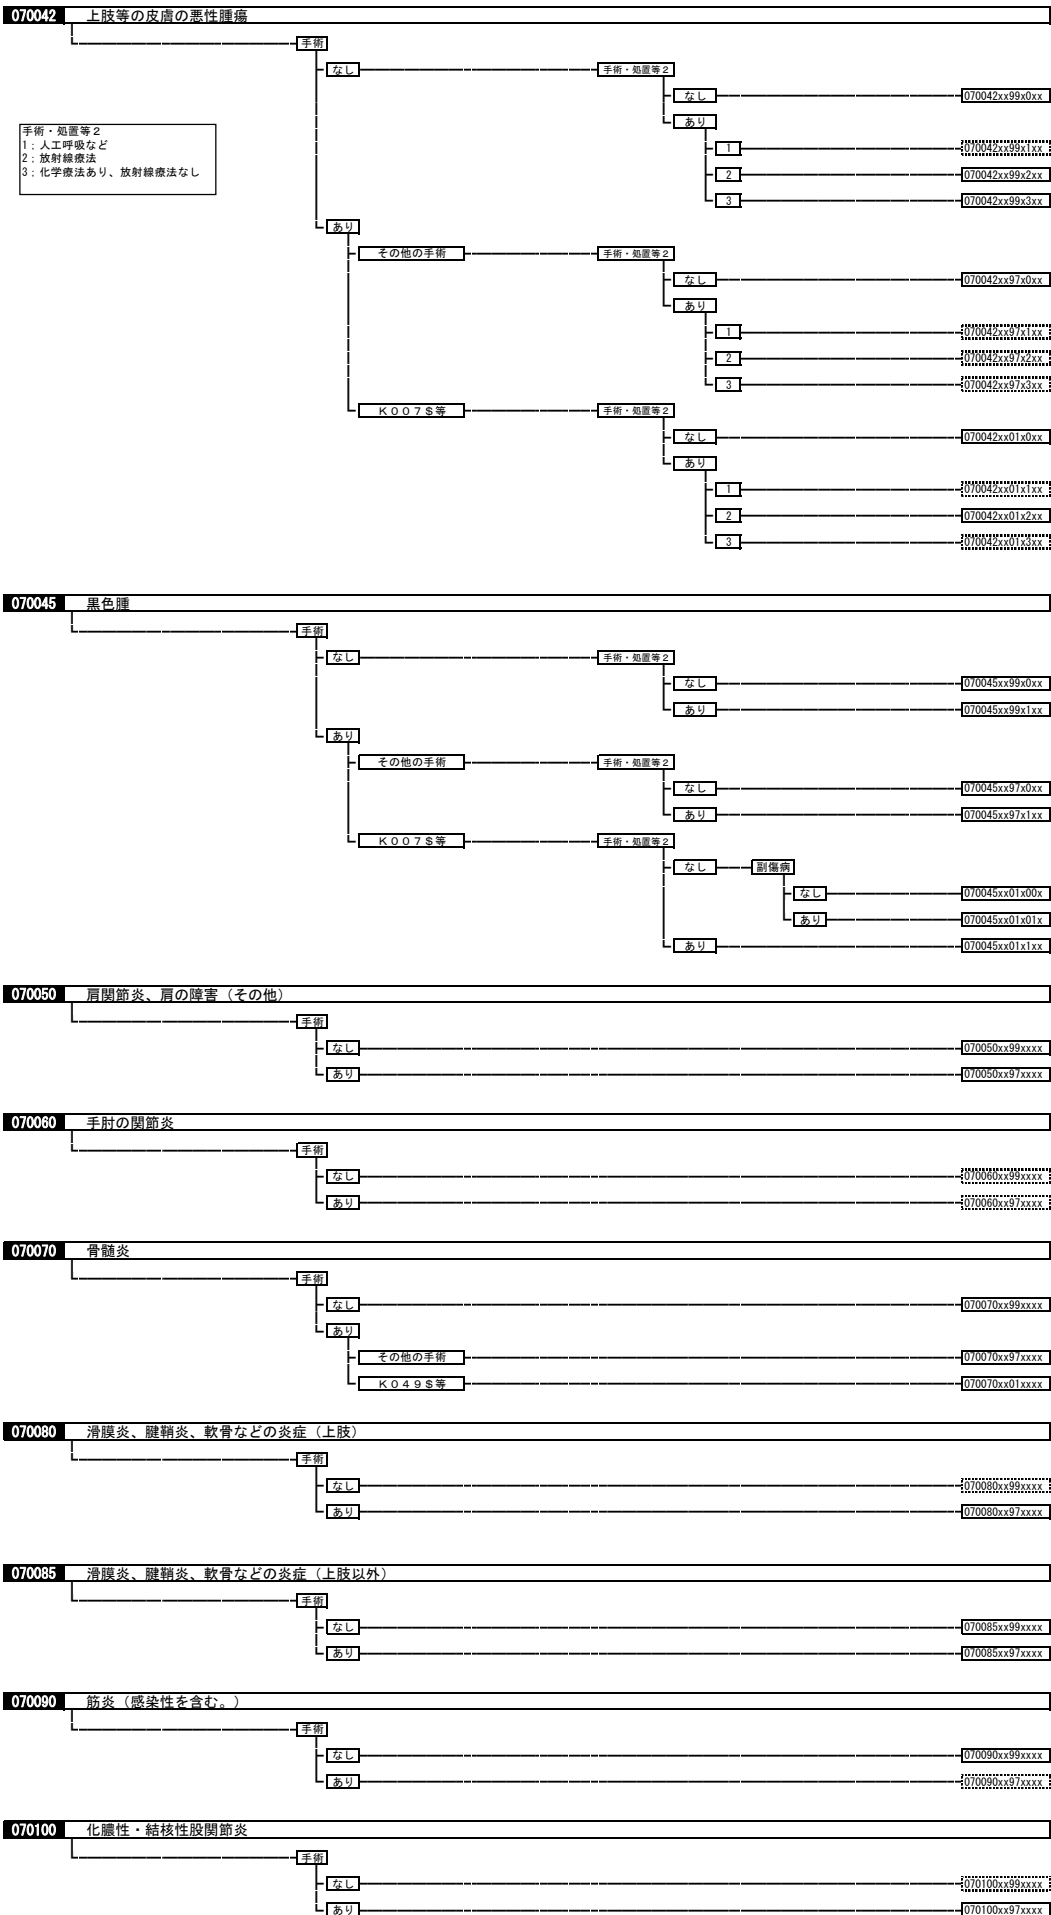 070042 上肢等の皮膚の悪性腫瘍
手術
なし 手術・処置等２
なし 070042xx99x0xx
あり
手術・処置等２
1；人工呼吸など
2；放射線療法
3；化学療法あり、放射線療法なし
1 070042xx99x1xx
2 070042xx99x2xx
3 070042xx99x3xx
あり
その他の手術 手術・処置等２
なし 070042xx97x0xx
あり
1 070042xx97x1xx
2 070042xx97x2xx
3 070042xx97x3xx
Ｋ００７＄等 手術・処置等２
なし 070042xx01x0xx
あり
1 070042xx01x1xx
2 070042xx01x2xx
3 070042xx01x3xx
070045 黒色腫
手術
なし 手術・処置等２
なし 070045xx99x0xx
あり 070045xx99x1xx
あり
その他の手術 手術・処置等２
なし 070045xx97x0xx
あり 070045xx97x1xx
Ｋ００７＄等 手術・処置等２
なし 副傷病
なし 070045xx01x00x
あり 070045xx01x01x
あり 070045xx01x1xx
070050 肩関節炎、肩の障害（その他）
手術
なし 070050xx99xxxx
あり 070050xx97xxxx
070060 手肘の関節炎
手術
なし 070060xx99xxxx
あり 070060xx97xxxx
070070 骨髄炎
手術
なし 070070xx99xxxx
あり
その他の手術 070070xx97xxxx
Ｋ０４９＄等 070070xx01xxxx
070080 滑膜炎、腱鞘炎、軟骨などの炎症（上肢）
手術
なし 070080xx99xxxx
あり 070080xx97xxxx
070085 滑膜炎、腱鞘炎、軟骨などの炎症（上肢以外）
手術
なし 070085xx99xxxx
あり 070085xx97xxxx
070090 筋炎（感染性を含む。）
手術
なし 070090xx99xxxx
あり 070090xx97xxxx
070100 化膿性・結核性股関節炎
手術
なし 070100xx99xxxx
あり 070100xx97xxxx